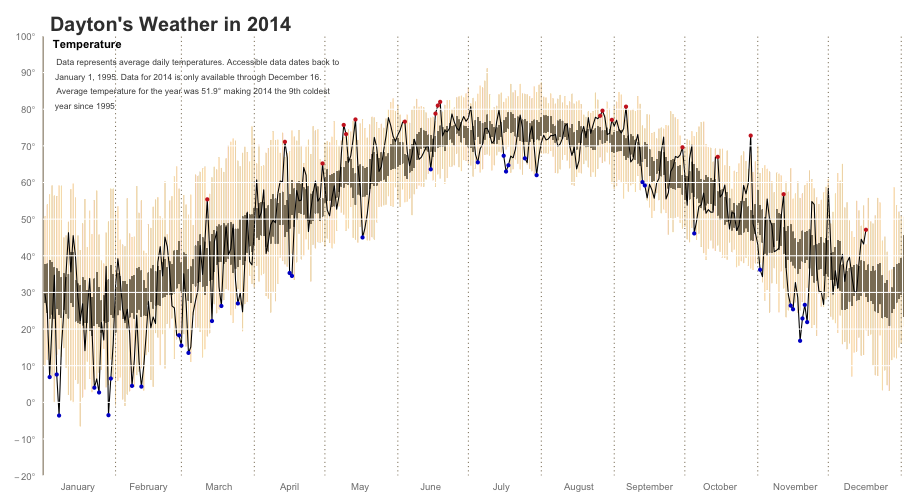 Dayton's Weather in 2014
Temperature
Data represents average daily temperatures. Accessible data dates back to
January 1, 1995. Data for 2014 is only available through December 16.
Average temperature for the year was 51.9° making 2014 the 9th coldest
year since 1995
100°
90°
80°
70°
60°
50°
40°
30°
20°
10°
0°
−10°
−20°
January February March April May June July August September October November December